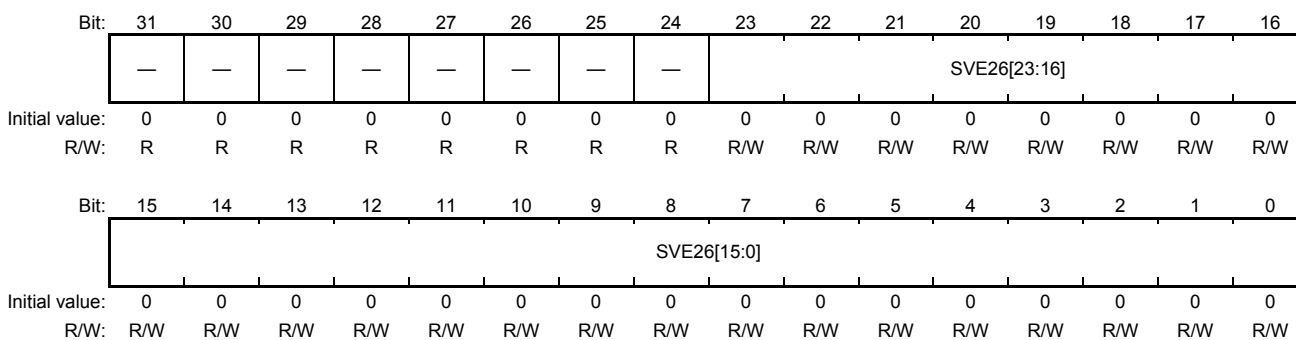 Bit: 31 30 29 28 27 26 25 24 23 22 21 20 19 18 17 16
— — — — — — — — SVE26[23:16]
Initial value: 0 0 0 0 0 0 0 0 0 0 0 0 0 0 0 0
R/W: R R R R R R R R R/W R/W R/W R/W R/W R/W R/W R/W
Bit: 15 14 13 12 11 10 9 8 7 6 5 4 3 2 1 0
SVE26[15:0]
Initial value: 0 0 0 0 0 0 0 0 0 0 0 0 0 0 0 0
R/W: R/W R/W R/W R/W R/W R/W R/W R/W R/W R/W R/W R/W R/W R/W R/W R/W